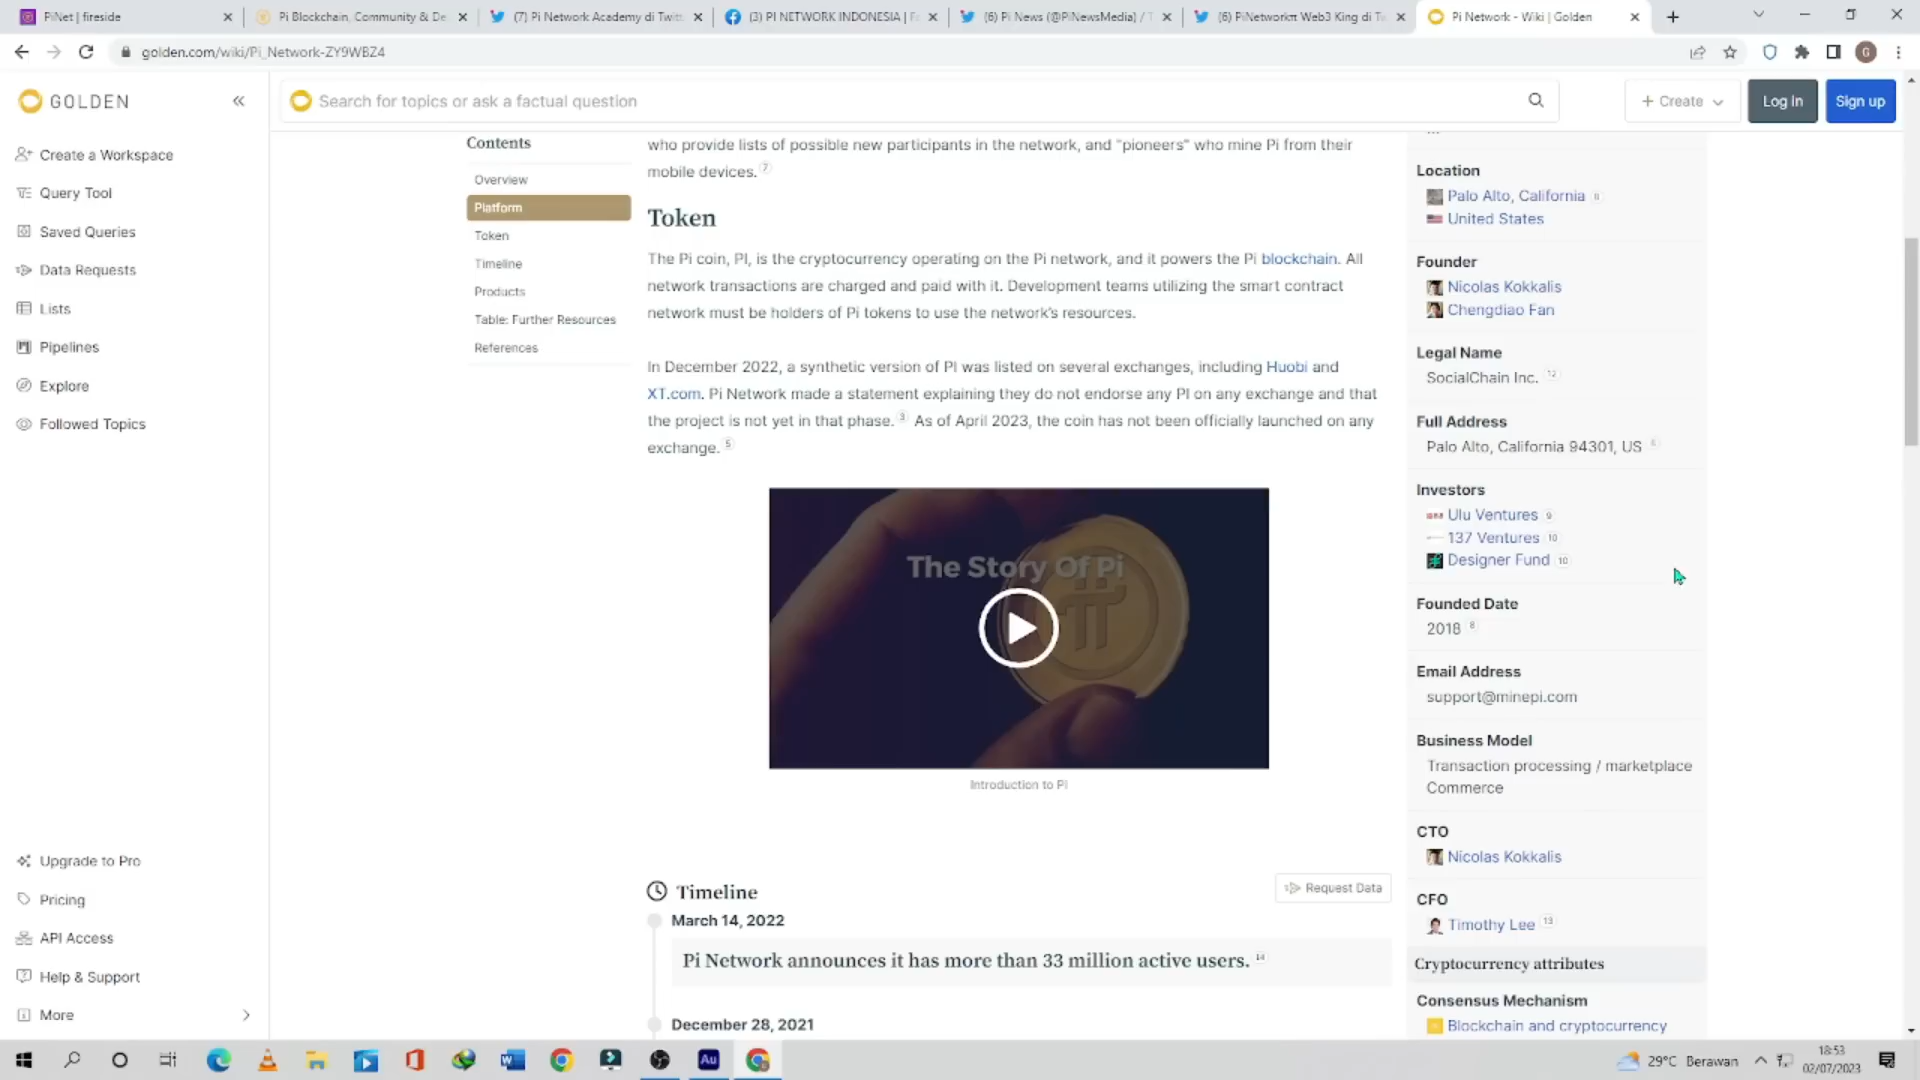 PiNet | fireside
Pi Blockchain, Community & De
(7) Pi Network Academy di Twitt
(3) PI NETWORK INDONESIA | Fa
(6) Pi News (@PiNewsMedia) / T
(6) PiNetworkπ Web3 King di Tw
Pi Network - Wiki | Golden
golden.com/wiki/Pi_Network-ZY9WBZ4
G
GOLDEN
Search for topics or ask a factual question
+ Create
Log in
Sign up
Create a Workspace
Query Tool
Saved Queries
Data Requests
Lists
Pipelines
Explore
Followed Topics
Upgrade to Pro
Pricing
API Access
Help & Support
More
Contents
Overview
Platform
Token
Timeline
Products
Table: Further Resources
References
who provide lists of possible new participants in the network, and "pioneers" who mine Pi from their
mobile devices. 7
Token
The Pi coin, PI, is the cryptocurrency operating on the Pi network, and it powers the Pi blockchain. All
network transactions are charged and paid with it. Development teams utilizing the smart contract
network must be holders of Pi tokens to use the network's resources.
In December 2022, a synthetic version of PI was listed on several exchanges, including Huobi and
XT.com. Pi Network made a statement explaining they do not endorse any PI on any exchange and that
the project is not yet in that phase. 3 As of April 2023, the coin has not been officially launched on any
exchange. 5
The Story Of Pi
Introduction to Pi
Timeline
Request Data
March 14, 2022
Pi Network announces it has more than 33 million active users. 14
December 28, 2021
Location
Palo Alto, California
United States
Founder
Nicolas Kokkalis
Chengdiao Fan
Legal Name
SocialChain Inc. 12
Full Address
Palo Alto, California 94301, US
Investors
Ulu Ventures 9
137 Ventures 10
Designer Fund 10
Founded Date
2018 8
Email Address
support@minepi.com
Business Model
Transaction processing / marketplace
Commerce
CTO
Nicolas Kokkalis
CFO
Timothy Lee 13
Cryptocurrency attributes
Consensus Mechanism
Blockchain and cryptocurrency
Au
29°C Berawan
18:53
02/07/2023